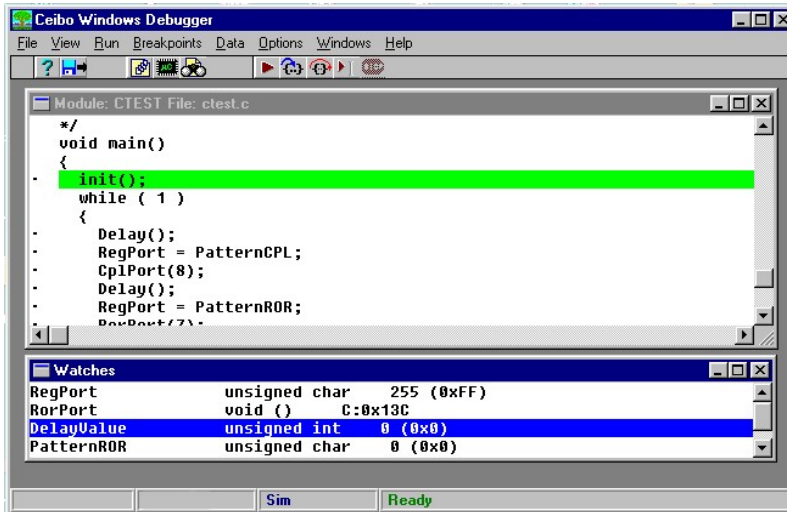 Ceibo Windows Debugger
File View Run Breakpoints Data Options Windows Help
Module: CTEST File: ctest.c
*/
void main()
{
init();
while ( 1 )
{
Delay();
RegPort = PatternCPL;
CplPort(8);
Delay();
RegPort = PatternROR;
RorPort(7);
Watches
RegPort unsigned char 255 (0xFF)
RorPort void () C:0x13C
DelayValue unsigned int 0 (0x0)
PatternROR unsigned char 0 (0x0)
Sim Ready